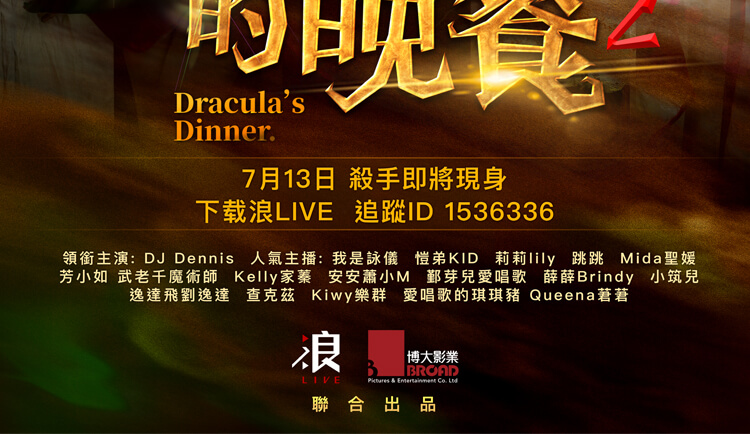 的晚餐2
Dracula's
Dinner.
7月13日 殺手即將現身
下载浪LIVE 追蹤ID 1536336
領銜主演: DJ Dennis 人氣主播: 我是詠儀 愷弟KID 莉莉lily 跳跳 Mida聖媛
芳小如 武老千魔術師 Kelly家蓁 安安蕭小M 鄞芽兒愛唱歌 薛薛Brindy 小筑兒
逸達飛劉逸達 查克茲 Kiwy樂群 愛唱歌的琪琪豬 Queena莙莙
浪
LIVE
博大影業
BROAD
Pictures & Entertainment Co. Ltd
聯合出品